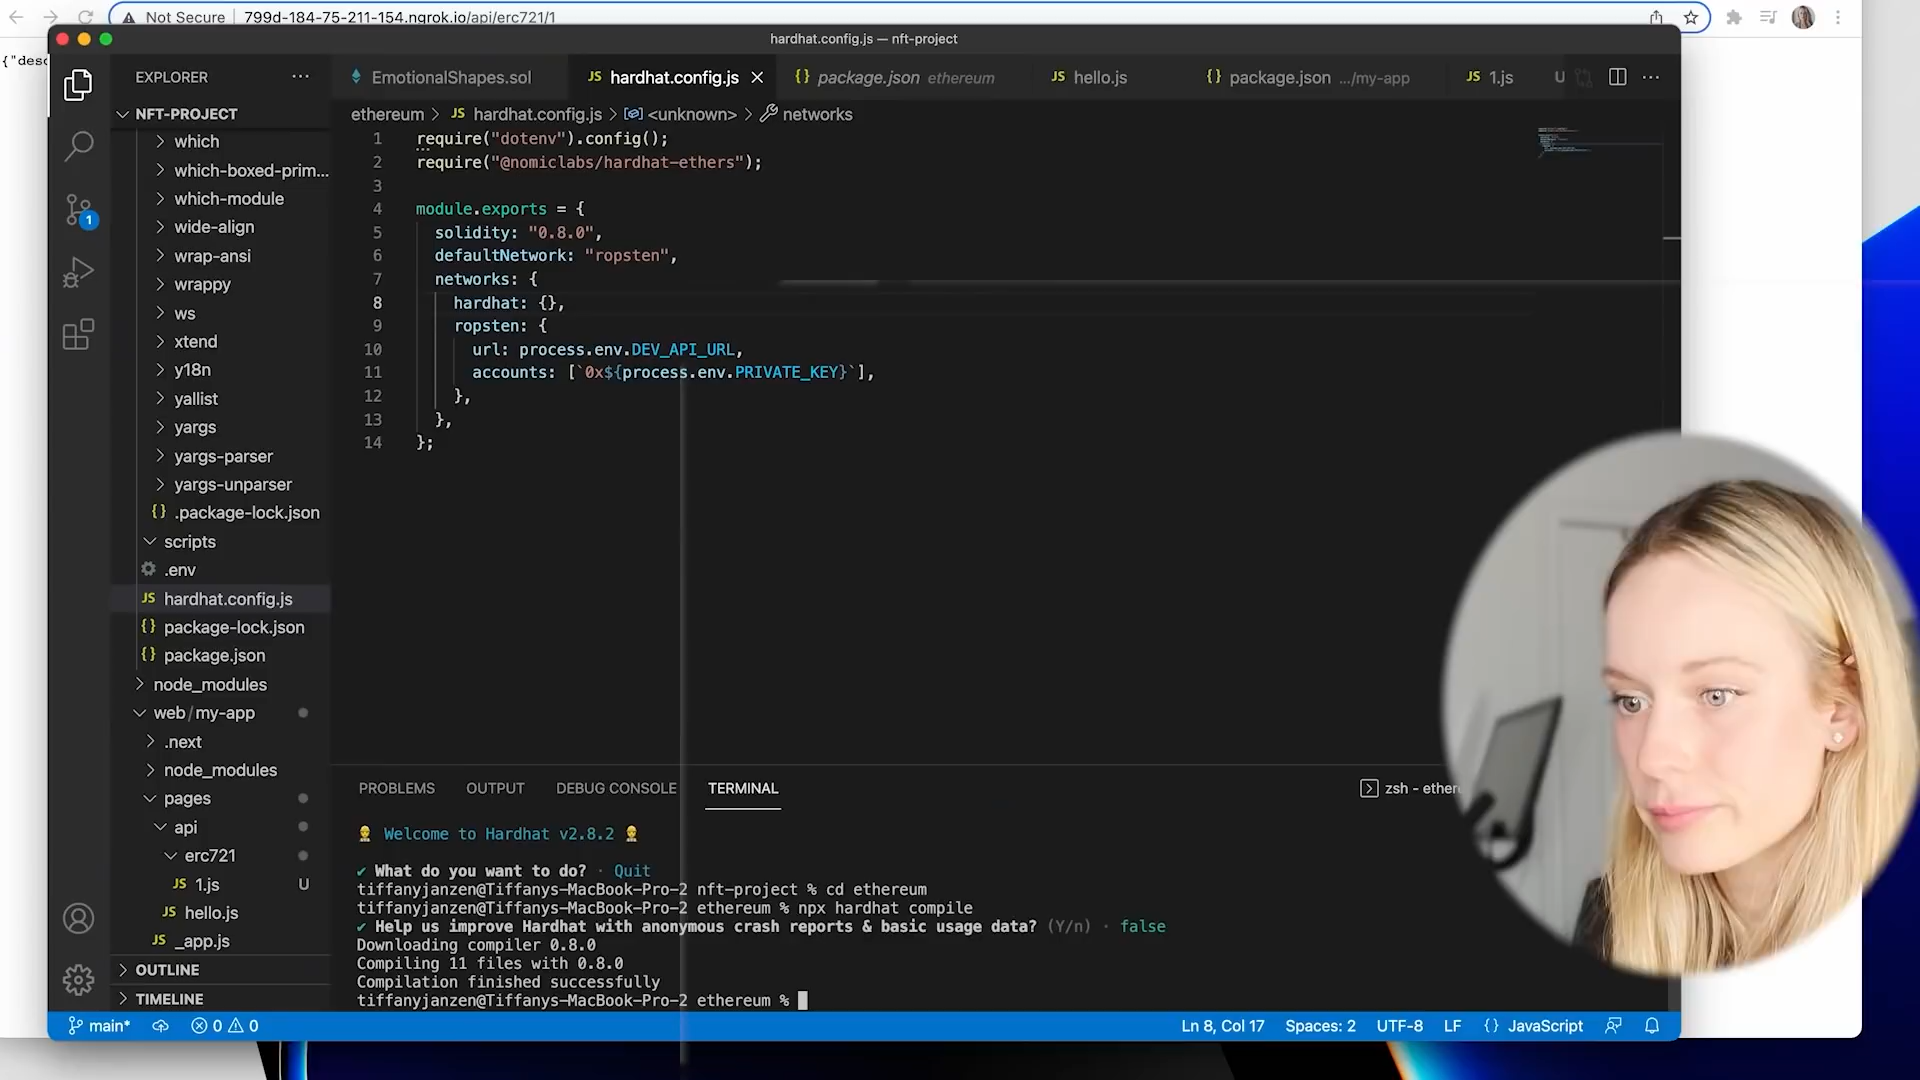 Not Secure | 799d-184-75-211-154.ngrok.io/api/erc721/1
{"desc
hardhat.config.js — nft-project
EXPLORER
EmotionalShapes.sol
JS hardhat.config.js
{} package.json ethereum
JS hello.js
{} package.json .../my-app
JS 1.js
U
NFT-PROJECT
ethereum > JS hardhat.config.js > <unknown> > networks
which
which-boxed-prim...
which-module
wide-align
wrap-ansi
wrappy
ws
xtend
y18n
yallist
yargs
yargs-parser
yargs-unparser
{} .package-lock.json
scripts
.env
JS hardhat.config.js
{} package-lock.json
{} package.json
node_modules
web/my-app
.next
node_modules
pages
api
erc721
JS 1.js U
JS hello.js
JS _app.js
OUTLINE
TIMELINE
1
1 require("dotenv").config();
2 require("@nomiclabs/hardhat-ethers");
3
4 module.exports = {
5 solidity: "0.8.0",
6 defaultNetwork: "ropsten",
7 networks: {
8 hardhat: {},
9 ropsten: {
10 url: process.env.DEV_API_URL,
11 accounts: [`0x${process.env.PRIVATE_KEY}`],
12 },
13 },
14 };
PROBLEMS OUTPUT DEBUG CONSOLE TERMINAL
zsh - ether
Welcome to Hardhat v2.8.2
✔ What do you want to do? · Quit
tiffanyjanzen@Tiffanys-MacBook-Pro-2 nft-project % cd ethereum
tiffanyjanzen@Tiffanys-MacBook-Pro-2 ethereum % npx hardhat compile
✔ Help us improve Hardhat with anonymous crash reports & basic usage data? (Y/n) · false
Downloading compiler 0.8.0
Compiling 11 files with 0.8.0
Compilation finished successfully
tiffanyjanzen@Tiffanys-MacBook-Pro-2 ethereum %
main* 0 0 Ln 8, Col 17 Spaces: 2 UTF-8 LF {} JavaScript